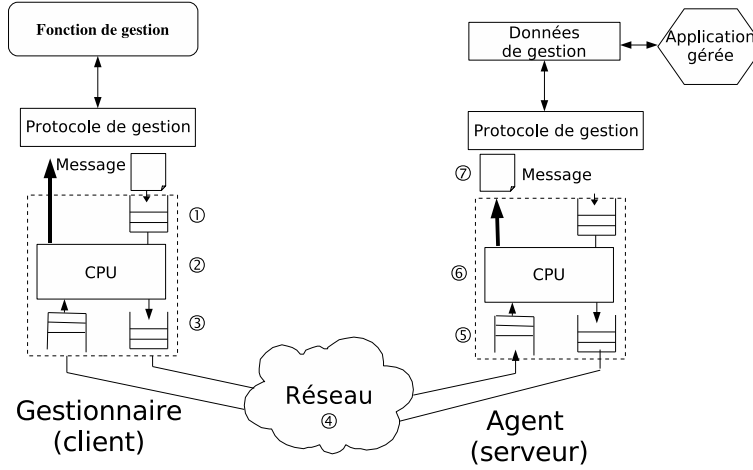 Fonction de gestion
Données
de gestion
Application
gérée
Protocole de gestion
Protocole de gestion
Message
⑦
Message
①
CPU
②
CPU
⑥
③
⑤
Réseau
④
Gestionnaire
(client)
Agent
(serveur)